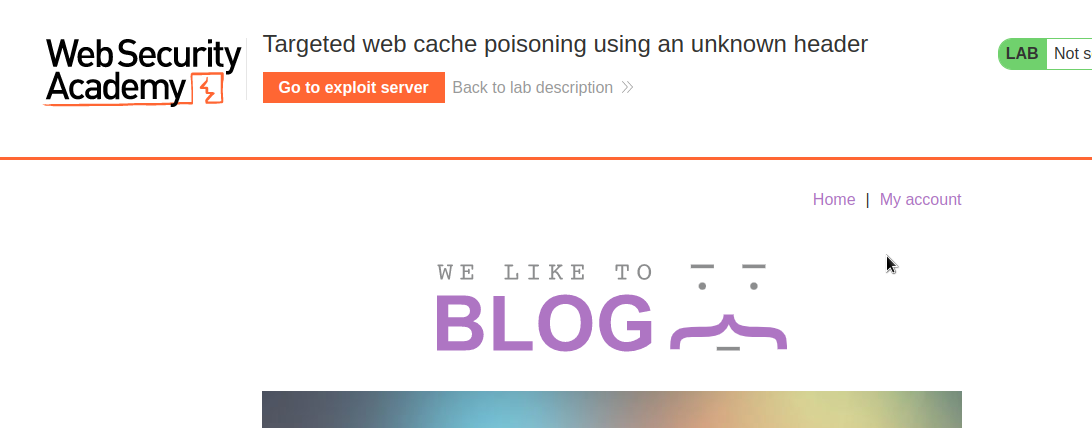 Web Security
Academy
Targeted web cache poisoning using an unknown header
Go to exploit server
Back to lab description
LAB
Not s
Home | My account
WE LIKE TO
BLOG